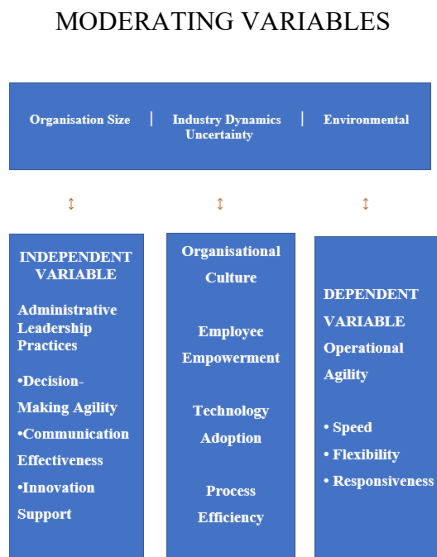 MODERATING VARIABLES
Organisation Size | Industry Dynamics | Environmental
Uncertainty
↕ ↕ ↕
INDEPENDENT
VARIABLE
Administrative
Leadership
Practices
•Decision-
Making Agility
•Communication
Effectiveness
•Innovation
Support
Organisational
Culture
Employee
Empowerment
Technology
Adoption
Process
Efficiency
DEPENDENT
VARIABLE
Operational
Agility
• Speed
• Flexibility
• Responsiveness